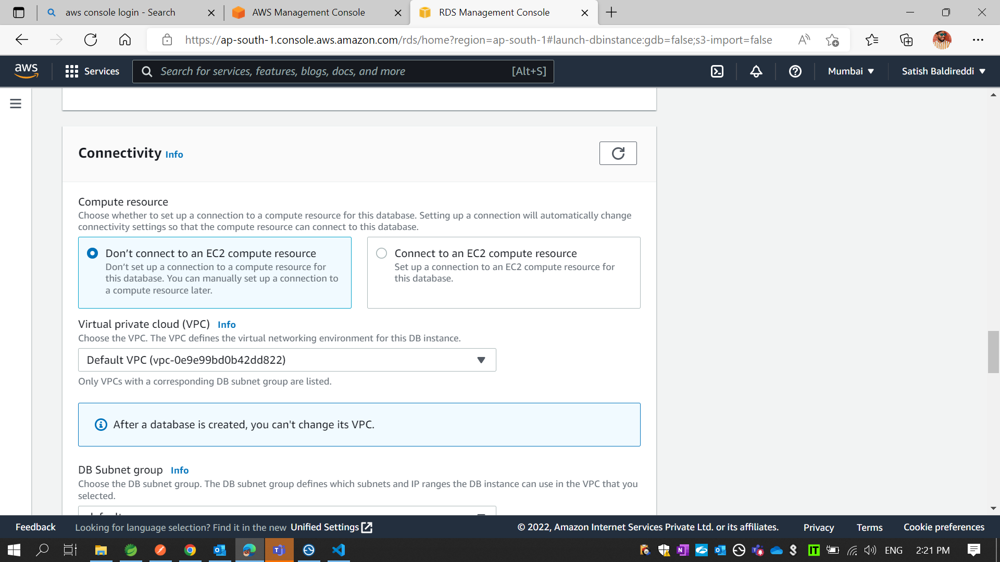 aws console login - Search
AWS Management Console
RDS Management Console
https://ap-south-1.console.aws.amazon.com/rds/home?region=ap-south-1#launch-dbinstance:gdb=false;s3-import=false
aws
Services
Search for services, features, blogs, docs, and more
[Alt+S]
Mumbai
Satish Baldireddi
Connectivity Info
Compute resource
Choose whether to set up a connection to a compute resource for this database. Setting up a connection will automatically change
connectivity settings so that the compute resource can connect to this database.
Don’t connect to an EC2 compute resource
Don’t set up a connection to a compute resource for
this database. You can manually set up a connection to
a compute resource later.
Connect to an EC2 compute resource
Set up a connection to an EC2 compute resource for
this database.
Virtual private cloud (VPC) Info
Choose the VPC. The VPC defines the virtual networking environment for this DB instance.
Default VPC (vpc-0e9e99bd0b42dd822)
Only VPCs with a corresponding DB subnet group are listed.
After a database is created, you can't change its VPC.
DB Subnet group Info
Choose the DB subnet group. The DB subnet group defines which subnets and IP ranges the DB instance can use in the VPC that you
selected.
Feedback
Looking for language selection? Find it in the new Unified Settings
© 2022, Amazon Internet Services Private Ltd. or its affiliates.
Privacy
Terms
Cookie preferences
ENG
2:21 PM